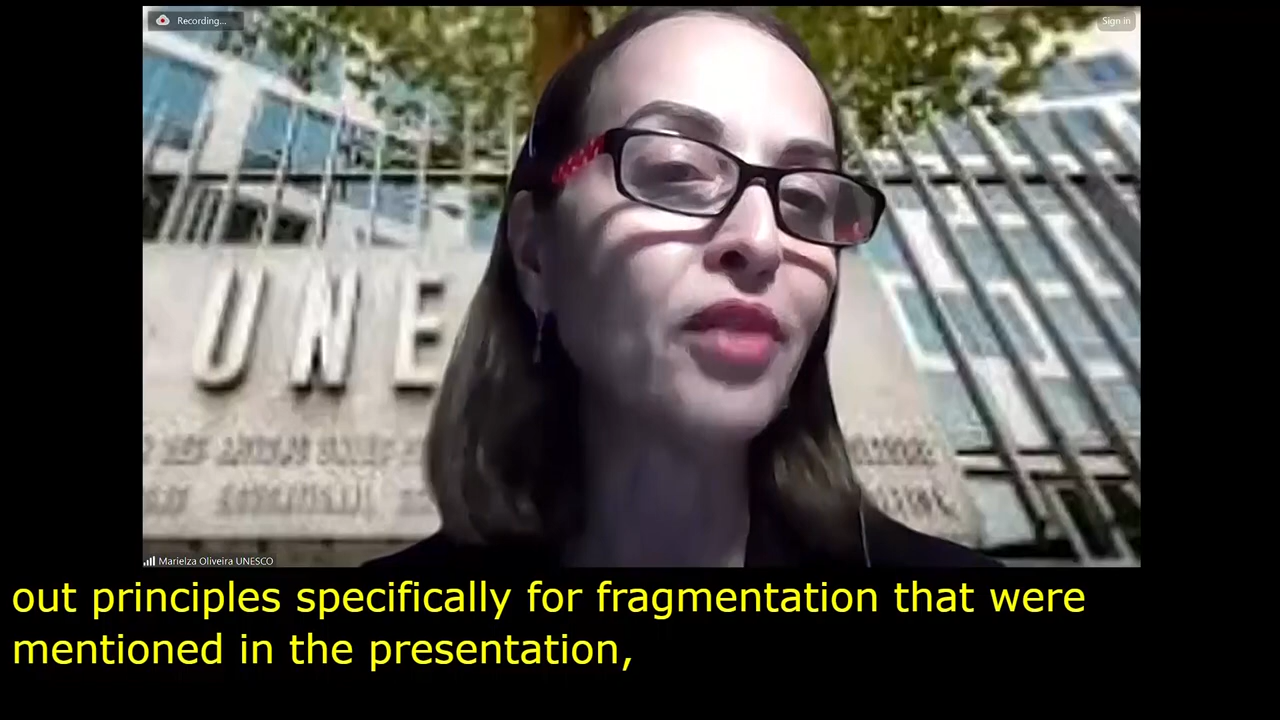 Recording...
Sign in
UNE
Marielza Oliveira UNESCO
out principles specifically for fragmentation that were
mentioned in the presentation,